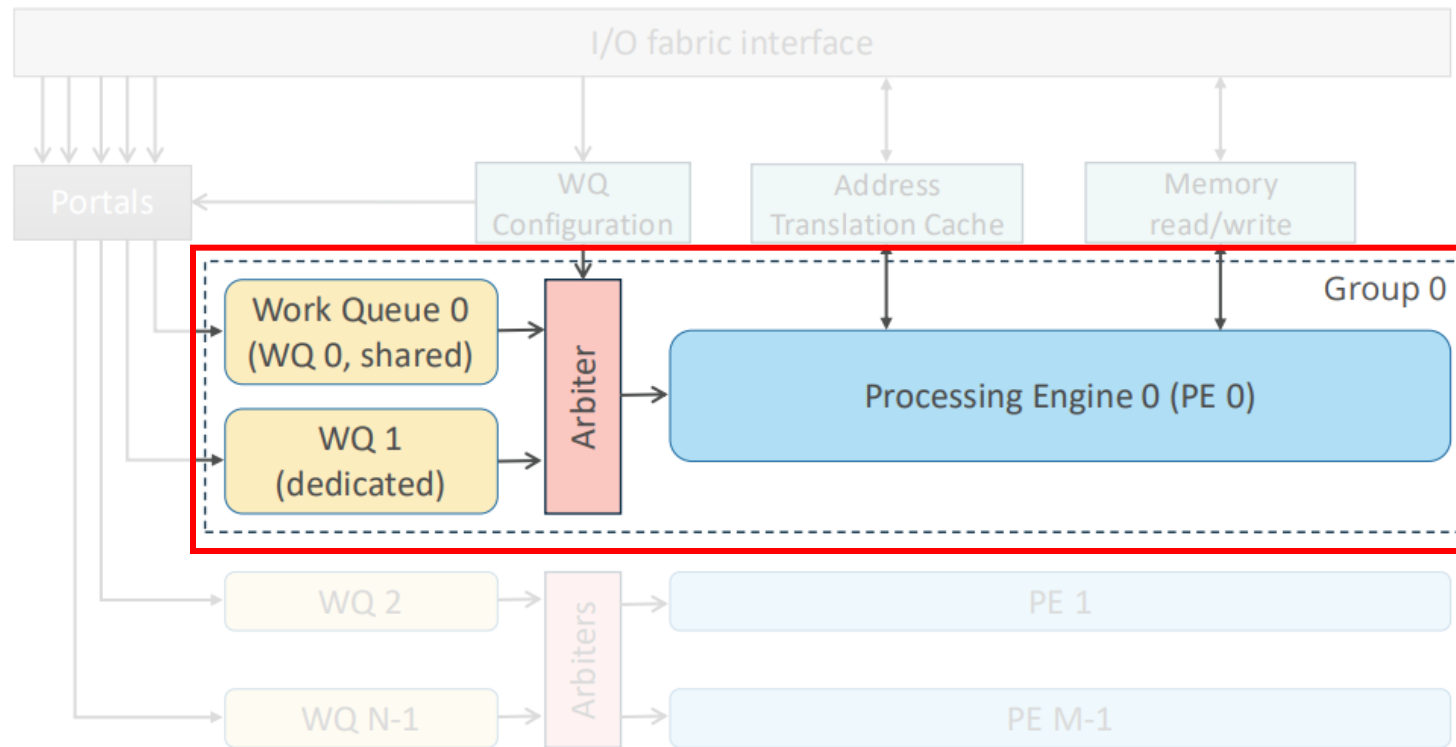 I/O fabric interface
Portals
WQ
Configuration
Address
Translation Cache
Memory
read/write
Group 0
Work Queue 0
(WQ 0, shared)
WQ 1
(dedicated)
Arbiter
Processing Engine 0 (PE 0)
WQ 2
Arbiters
PE 1
WQ N-1
PE M-1